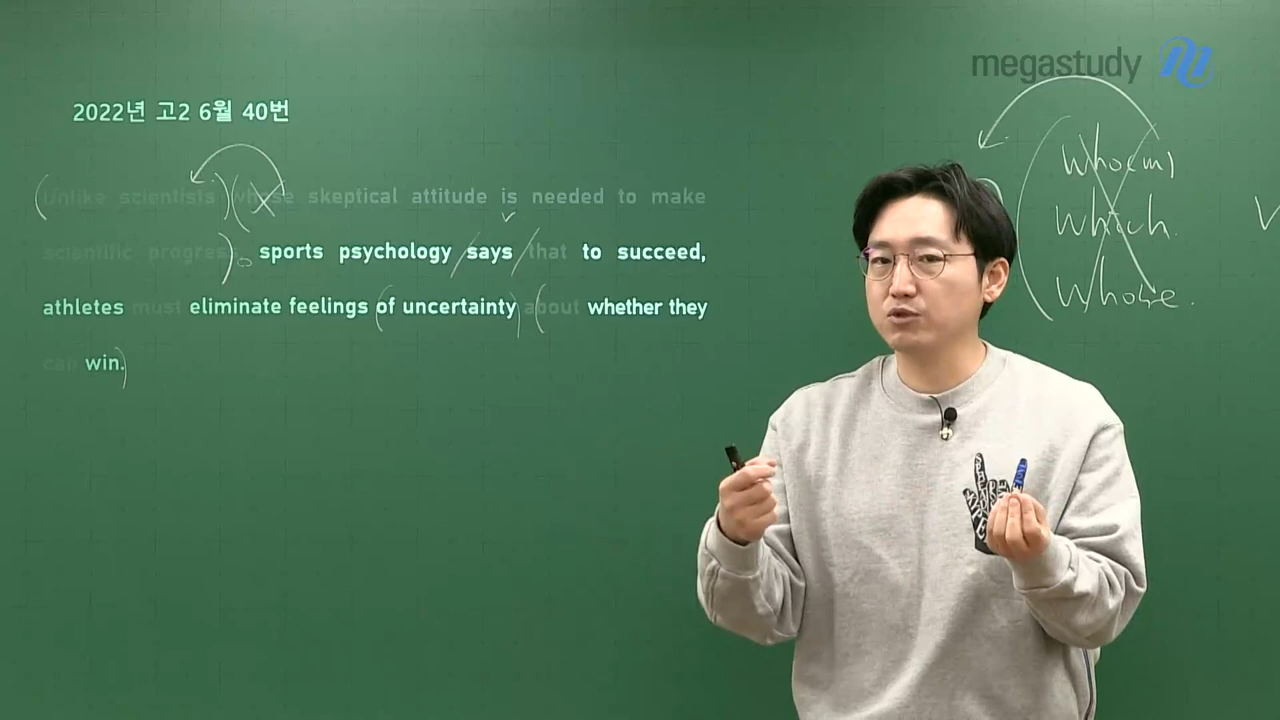 megastudy
2022년 고2 6월 40번
Unlike scientists whose skeptical attitude is needed to make
scientific progress, sports psychology says that to succeed,
athletes must eliminate feelings of uncertainty about whether they
can win.
who(m)
which.
whose.